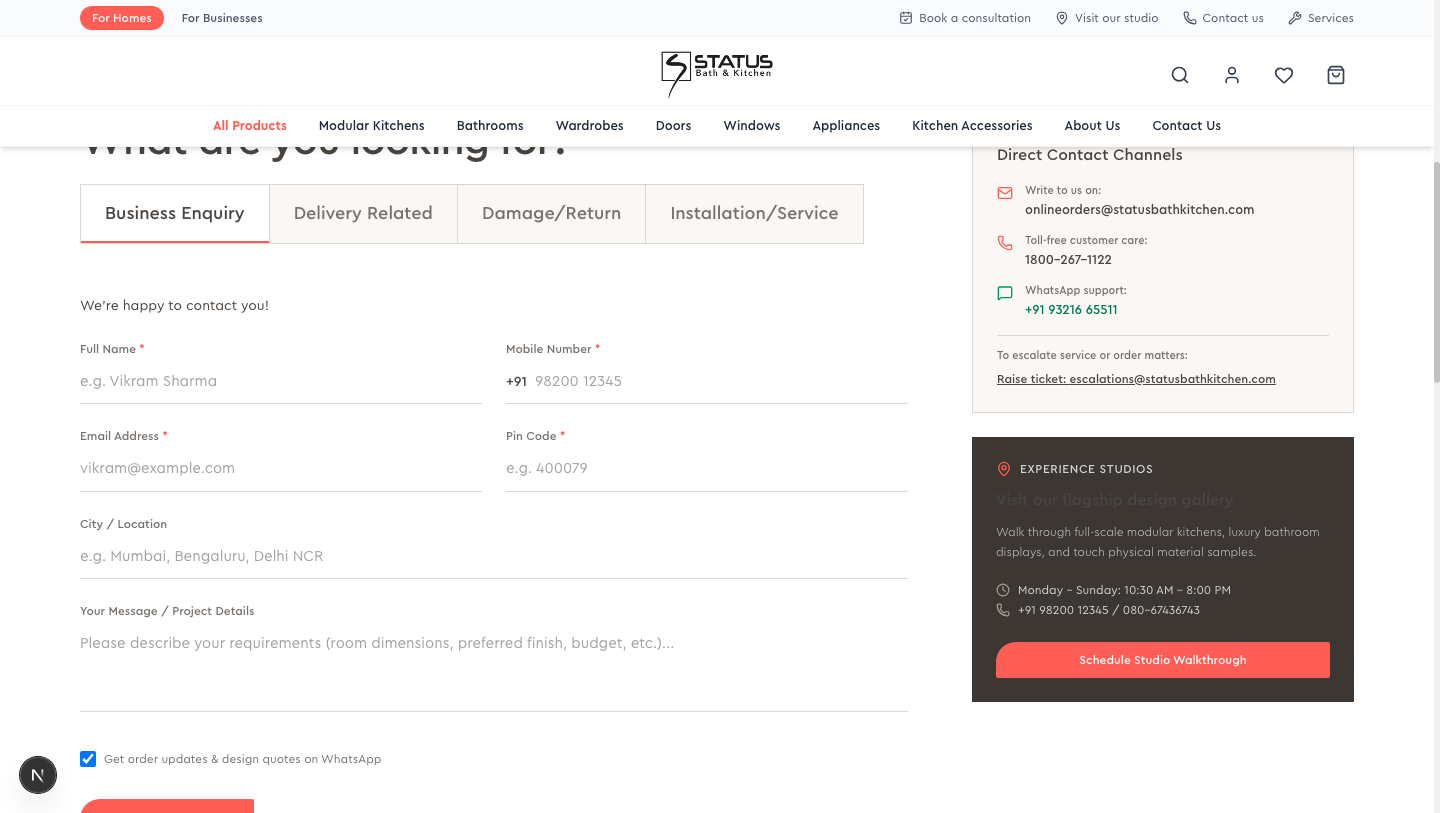 For Homes
For Businesses
Book a consultation
Visit our studio
Contact us
Services
STATUS
Bath & Kitchen
All Products
Modular Kitchens
Bathrooms
Wardrobes
Doors
Windows
Appliances
Kitchen Accessories
About Us
Contact Us
What are you looking for?
Business Enquiry
Delivery Related
Damage/Return
Installation/Service
We're happy to contact you!
Full Name *
e.g. Vikram Sharma
Mobile Number *
+91 98200 12345
Email Address *
vikram@example.com
Pin Code *
e.g. 400079
City / Location
e.g. Mumbai, Bengaluru, Delhi NCR
Your Message / Project Details
Please describe your requirements (room dimensions, preferred finish, budget, etc.)...
Get order updates & design quotes on WhatsApp
N
Direct Contact Channels
Write to us on:
onlineorders@statusbathkitchen.com
Toll-free customer care:
1800-267-1122
WhatsApp support:
+91 93216 65511
To escalate service or order matters:
Raise ticket: escalations@statusbathkitchen.com
EXPERIENCE STUDIOS
Visit our flagship design gallery
Walk through full-scale modular kitchens, luxury bathroom
displays, and touch physical material samples.
Monday - Sunday: 10:30 AM - 8:00 PM
+91 98200 12345 / 080-67436743
Schedule Studio Walkthrough